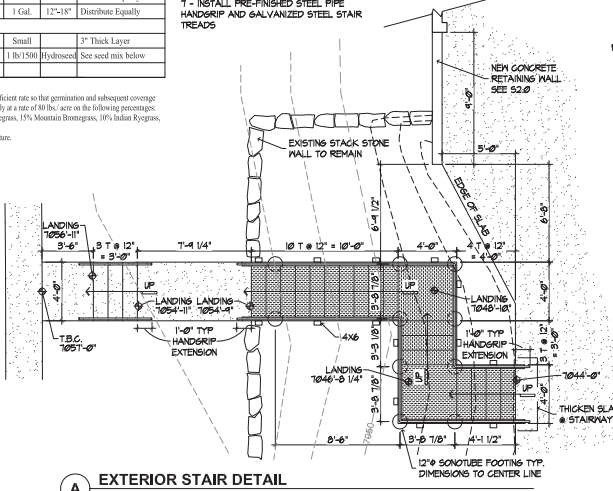 1 Gal. 12"-18" Distribute Equally
Small 3" Thick Layer
1 lb/1500 Hydroseed See seed mix below
7 - INSTALL PRE-FINISHED STEEL PIPE
HANDGRIP AND GALVANIZED STEEL STAIR
TREADS
ficient rate so that germination and subsequent coverage
ly at a rate of 80 lbs./ acre on the following percentages:
egrass, 15% Mountain Bromegrass, 10% Indian Ryegrass,
ture.
NEW CONCRETE
RETAINING WALL
SEE S2.0
9'-0"
5'-0"
EXISTING STACK STONE
WALL TO REMAIN
EDGE OF SLAB
6'-9 1/2"
6'-8"
LANDING
7056'-11"
3'-6"
3 T @ 12"
= 3'-0"
7'-9 1/4"
10 T @ 12" = 10'-0"
4'-0"
4 T @ 12"
= 4'-0"
4'-0"
UP
LANDING
7054'-11"
LANDING
7054'-9"
UP
3'-8 7/8"
UP
LANDING
7048'-10"
4'-0"
T.B.C.
7057'-0"
1'-0" TYP
HANDGRIP
EXTENSION
4X6
3'-3 1/8"
1'-0" TYP
HANDGRIP
EXTENSION
3 T @ 12"
= 3'-0"
LANDING
7046'-8 1/4"
UP
7044'-0"
3'-8 7/8"
UP
4'-0"
THICKEN SLA
@ STAIRWAY
7050
8'-6"
3'-8 7/8"
4'-1 1/2"
12"Φ SONOTUBE FOOTING TYP.
DIMENSIONS TO CENTER LINE
A EXTERIOR STAIR DETAIL